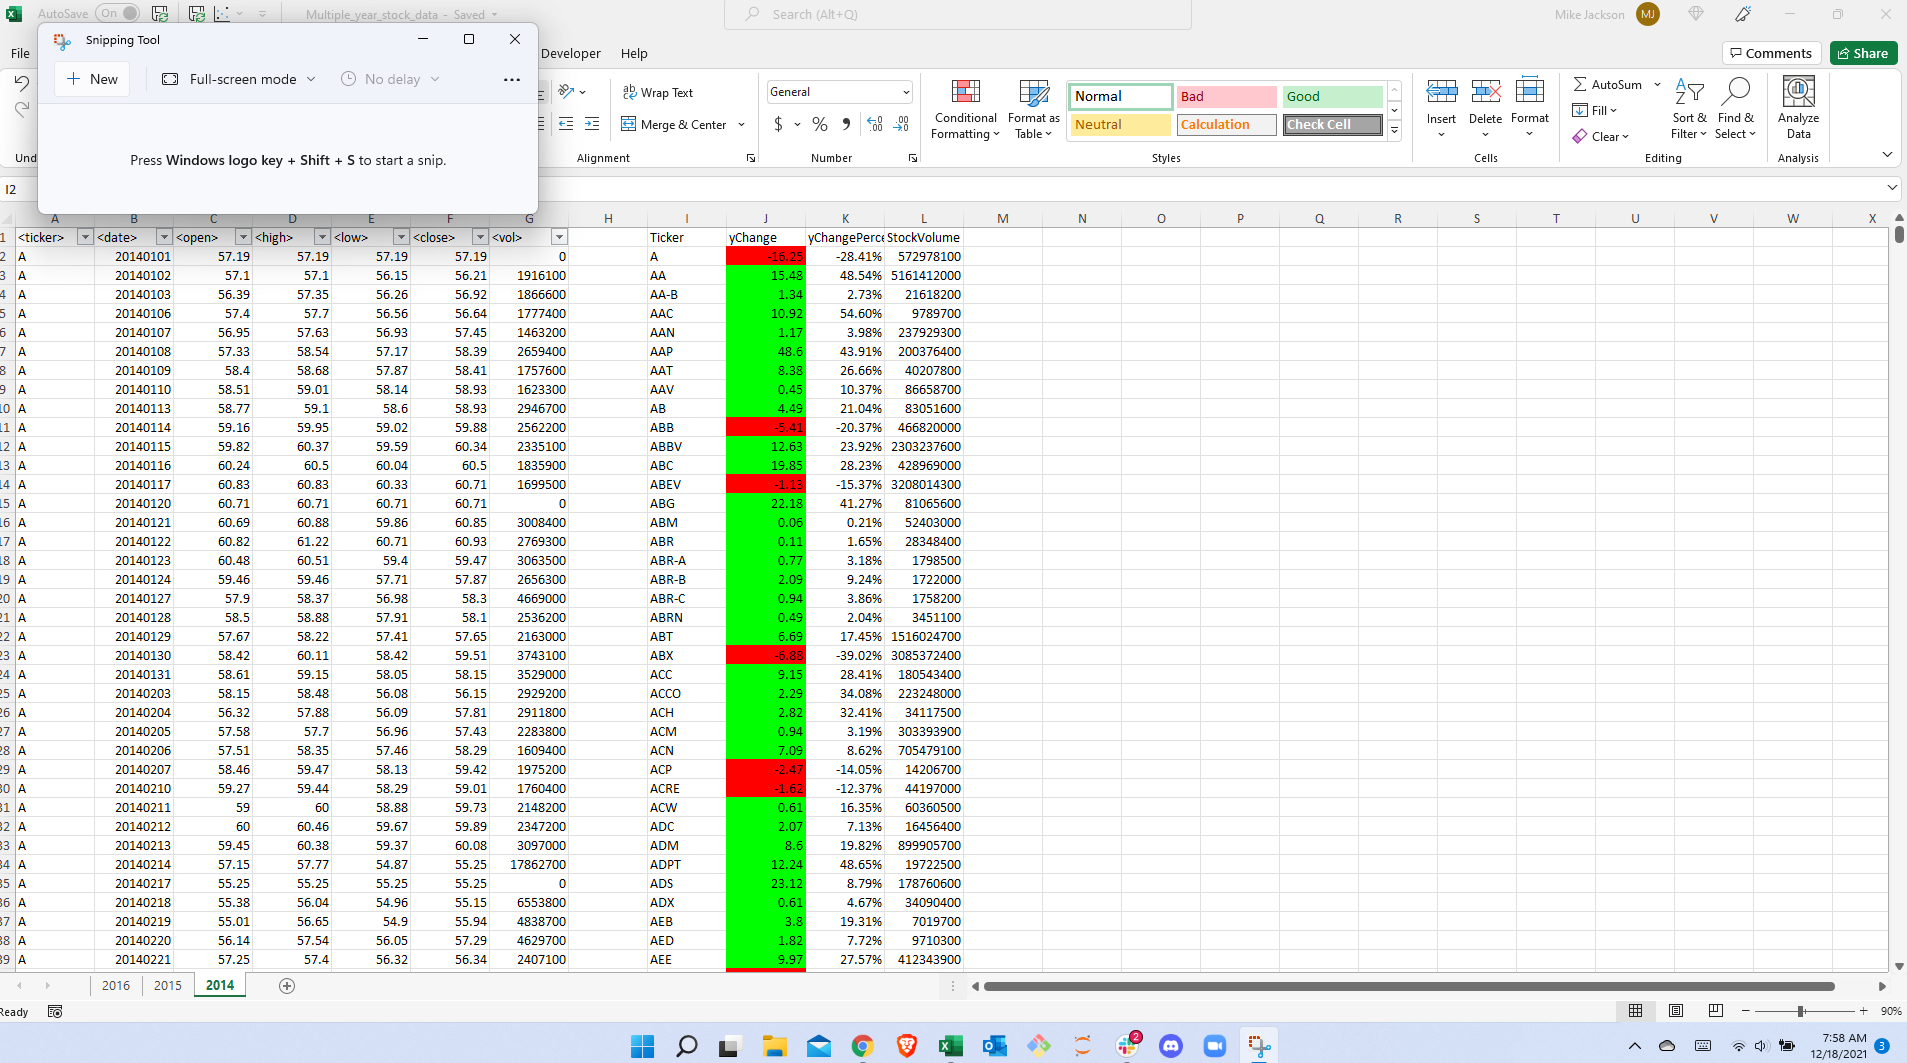 AutoSave On Multiple_year_stock_data - Saved Search (Alt+Q) Mike Jackson MJ
Snipping Tool
File Developer Help Comments Share
New Full-screen mode No delay
Press Windows logo key + Shift + S to start a snip.
Wrap Text General Normal Bad Good AutoSum
Merge & Center $ % Conditional Formatting Format as Table Neutral Calculation Check Cell Insert Delete Format Fill Clear Sort & Filter Find & Select Analyze Data
Und Alignment Number Styles Cells Editing Analysis
I2
A B C D E F G H I J K L M N O P Q R S T U V W X
1 <ticker> <date> <open> <high> <low> <close> <vol> Ticker yChange yChangePerce StockVolume
2 A 20140101 57.19 57.19 57.19 57.19 0 A -16.25 -28.41% 572978100
3 A 20140102 57.1 57.1 56.15 56.21 1916100 AA 15.48 48.54% 5161412000
4 A 20140103 56.39 57.35 56.26 56.92 1866600 AA-B 1.34 2.73% 21618200
5 A 20140106 57.4 57.7 56.56 56.64 1777400 AAC 10.92 54.60% 9789700
6 A 20140107 56.95 57.63 56.93 57.45 1463200 AAN 1.17 3.98% 237929300
7 A 20140108 57.33 58.54 57.17 58.39 2659400 AAP 48.6 43.91% 200376400
8 A 20140109 58.4 58.68 57.87 58.41 1757600 AAT 8.38 26.66% 40207800
9 A 20140110 58.51 59.01 58.14 58.93 1623300 AAV 0.45 10.37% 86658700
10 A 20140113 58.77 59.1 58.6 58.93 2946700 AB 4.49 21.04% 83051600
11 A 20140114 59.16 59.95 59.02 59.88 2562200 ABB -5.41 -20.37% 466820000
12 A 20140115 59.82 60.37 59.59 60.34 2335100 ABBV 12.63 23.92% 2303237600
13 A 20140116 60.24 60.5 60.04 60.5 1835900 ABC 19.85 28.23% 428969000
14 A 20140117 60.83 60.83 60.33 60.71 1699500 ABEV -1.13 -15.37% 3208014300
15 A 20140120 60.71 60.71 60.71 60.71 0 ABG 22.18 41.27% 81065600
16 A 20140121 60.69 60.88 59.86 60.85 3008400 ABM 0.06 0.21% 52403000
17 A 20140122 60.82 61.22 60.71 60.93 2769300 ABR 0.11 1.65% 28348400
18 A 20140123 60.48 60.51 59.4 59.47 3063500 ABR-A 0.77 3.18% 1798500
19 A 20140124 59.46 59.46 57.71 57.87 2656300 ABR-B 2.09 9.24% 1722000
20 A 20140127 57.9 58.37 56.98 58.3 4669000 ABR-C 0.94 3.86% 1758200
21 A 20140128 58.5 58.88 57.91 58.1 2536200 ABRN 0.49 2.04% 3451100
22 A 20140129 57.67 58.22 57.41 57.65 2163000 ABT 6.69 17.45% 1516024700
23 A 20140130 58.42 60.11 58.42 59.51 3743100 ABX -6.88 -39.02% 3085372400
24 A 20140131 58.61 59.15 58.05 58.15 3529000 ACC 9.15 28.41% 180543400
25 A 20140203 58.15 58.48 56.08 56.15 2929200 ACCO 2.29 34.08% 223248000
26 A 20140204 56.32 57.88 56.09 57.81 2911800 ACH 2.82 32.41% 34117500
27 A 20140205 57.58 57.7 56.96 57.43 2283800 ACM 0.94 3.19% 303393900
28 A 20140206 57.51 58.35 57.46 58.29 1609400 ACN 7.09 8.62% 705479100
29 A 20140207 58.46 59.47 58.13 59.42 1975200 ACP -2.47 -14.05% 14206700
30 A 20140210 59.27 59.44 58.29 59.01 1760400 ACRE -1.62 -12.37% 44197000
31 A 20140211 59 60 58.88 59.73 2148200 ACW 0.61 16.35% 60360500
32 A 20140212 60 60.46 59.67 59.89 2347200 ADC 2.07 7.13% 16456400
33 A 20140213 59.45 60.38 59.37 60.08 3097000 ADM 8.6 19.82% 899905700
34 A 20140214 57.15 57.77 54.87 55.25 17862700 ADPT 12.24 48.65% 19722500
35 A 20140217 55.25 55.25 55.25 55.25 0 ADS 23.12 8.79% 178760600
36 A 20140218 55.38 56.04 54.96 55.15 6553800 ADX 0.61 4.67% 34090400
37 A 20140219 55.01 56.65 54.9 55.94 4838700 AEB 3.8 19.31% 7019700
38 A 20140220 56.14 57.54 56.05 57.29 4629700 AED 1.82 7.72% 9710300
39 A 20140221 57.25 57.4 56.32 56.34 2407100 AEE 9.97 27.57% 412343900
2016 2015 2014
Ready 90%
2
7:58 AM
12/18/2021 3